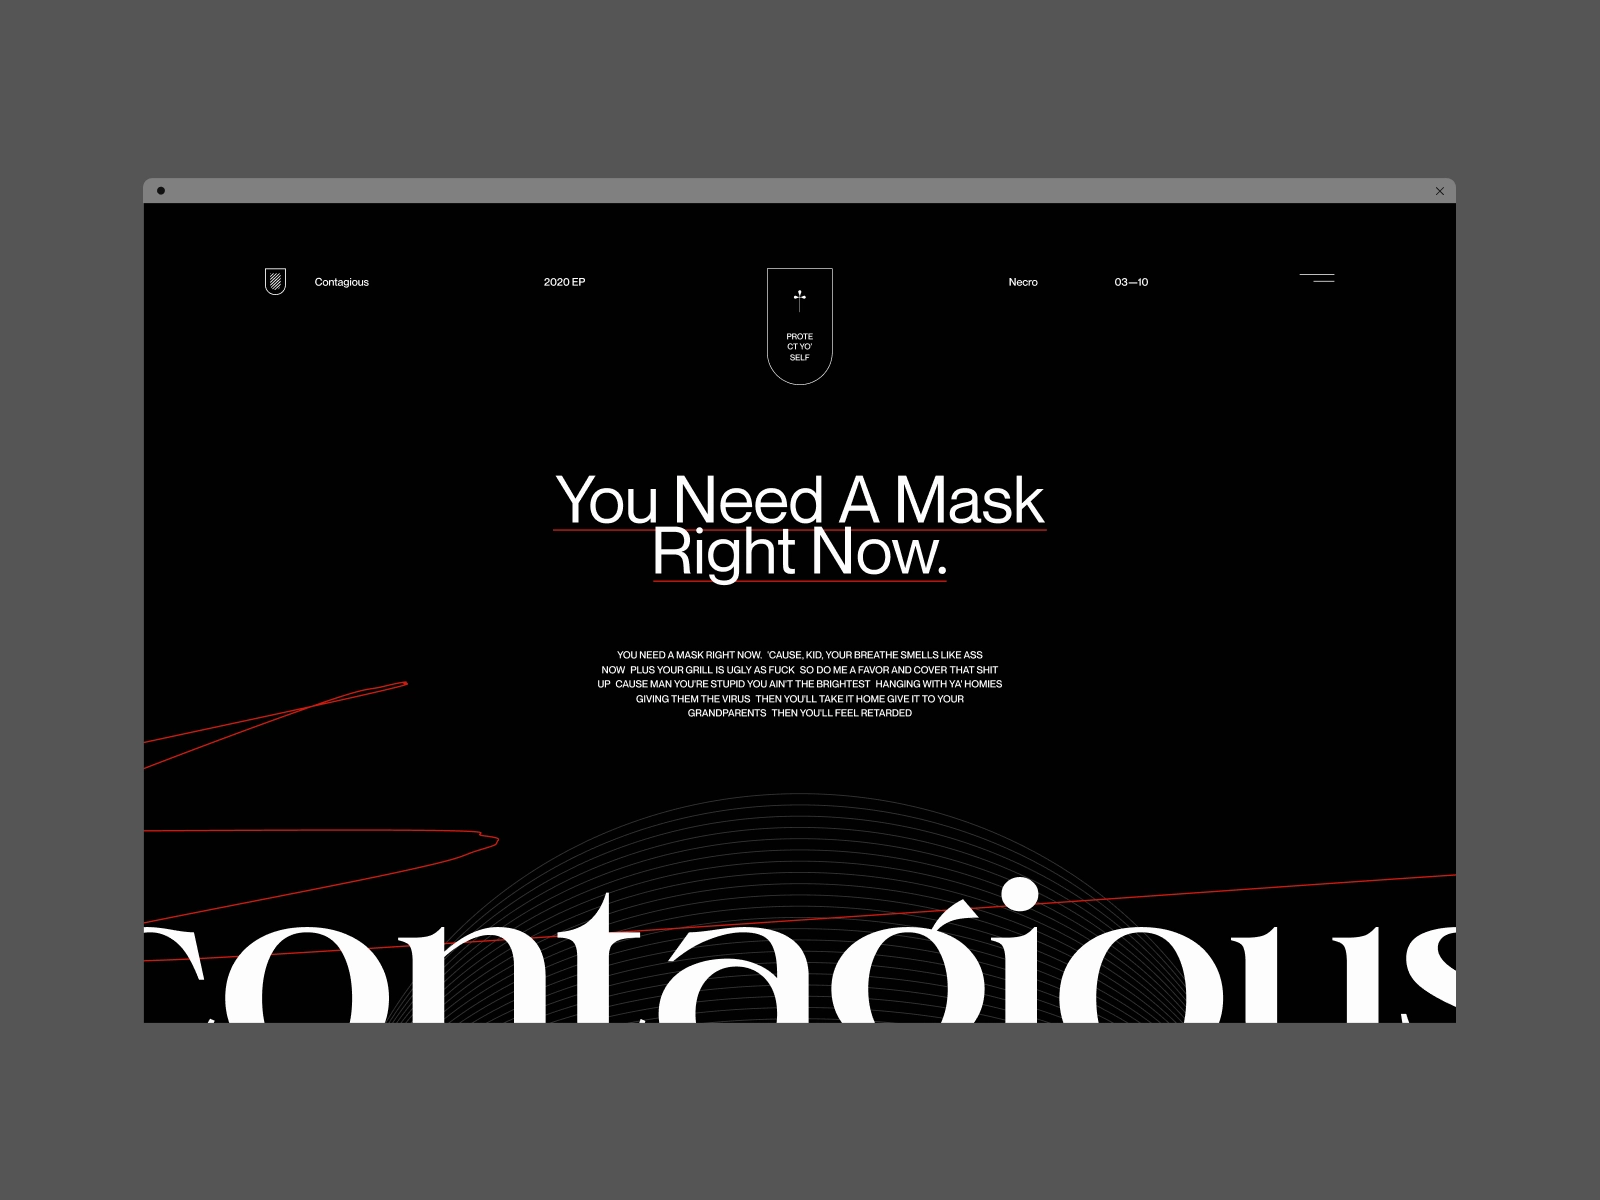 Contagious
2020 EP
PROTE
CT YO'
SELF
Necro
03—10
You Need A Mask
Right Now.
YOU NEED A MASK RIGHT NOW. 'CAUSE, KID, YOUR BREATHE SMELLS LIKE ASS
NOW PLUS YOUR GRILL IS UGLY AS FUCK SO DO ME A FAVOR AND COVER THAT SHIT
UP CAUSE MAN YOU'RE STUPID YOU AIN'T THE BRIGHTEST HANGING WITH YA' HOMIES
GIVING THEM THE VIRUS THEN YOU'LL TAKE IT HOME GIVE IT TO YOUR
GRANDPARENTS THEN YOU'LL FEEL RETARDED
contagious